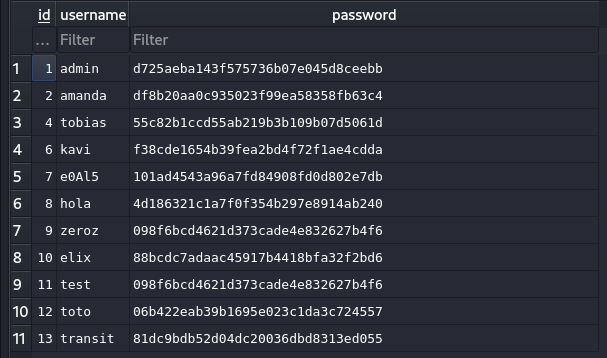 id username password
... Filter Filter
1 1 admin d725aeba143f575736b07e045d8ceebb
2 2 amanda df8b20aa0c935023f99ea58358fb63c4
3 4 tobias 55c82b1ccd55ab219b3b109b07d5061d
4 6 kavi f38cde1654b39fea2bd4f72f1ae4cdda
5 7 e0Al5 101ad4543a96a7fd84908fd0d802e7db
6 8 hola 4d186321c1a7f0f354b297e8914ab240
7 9 zeroz 098f6bcd4621d373cade4e832627b4f6
8 10 elix 88bcdc7adaac45917b4418bfa32f2bd6
9 11 test 098f6bcd4621d373cade4e832627b4f6
10 12 toto 06b422eab39b1695e023c1da3c724557
11 13 transit 81dc9bdb52d04dc20036dbd8313ed055